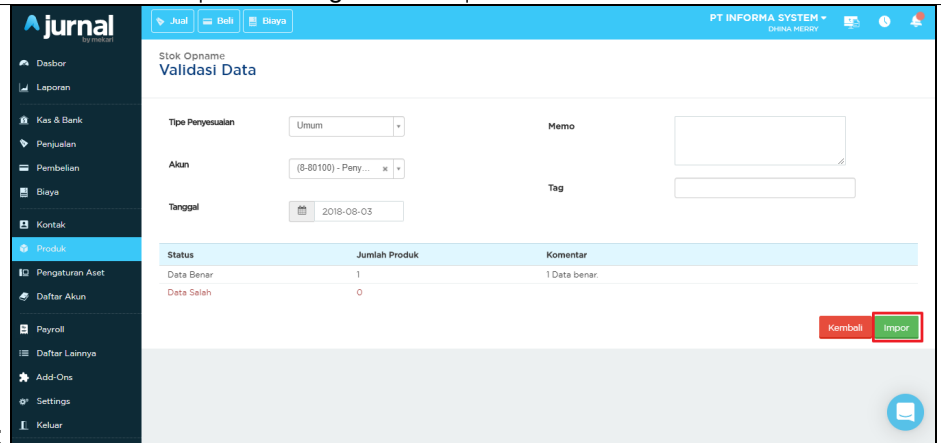 jurnal
by mekari
Jual
Beli
Biaya
PT INFORMA SYSTEM
DHINA MERRY
Dasbor
Laporan
Kas & Bank
Penjualan
Pembelian
Biaya
Kontak
Produk
Pengaturan Aset
Daftar Akun
Payroll
Daftar Lainnya
Add-Ons
Settings
Keluar
Stok Opname
Validasi Data
Tipe Penyesuaian
Umum
Memo
Akun
(8-80100) - Peny...
Tag
Tanggal
2018-08-03
Status Jumlah Produk Komentar
Data Benar 1 1 Data benar.
Data Salah 0
Kembali
Impor